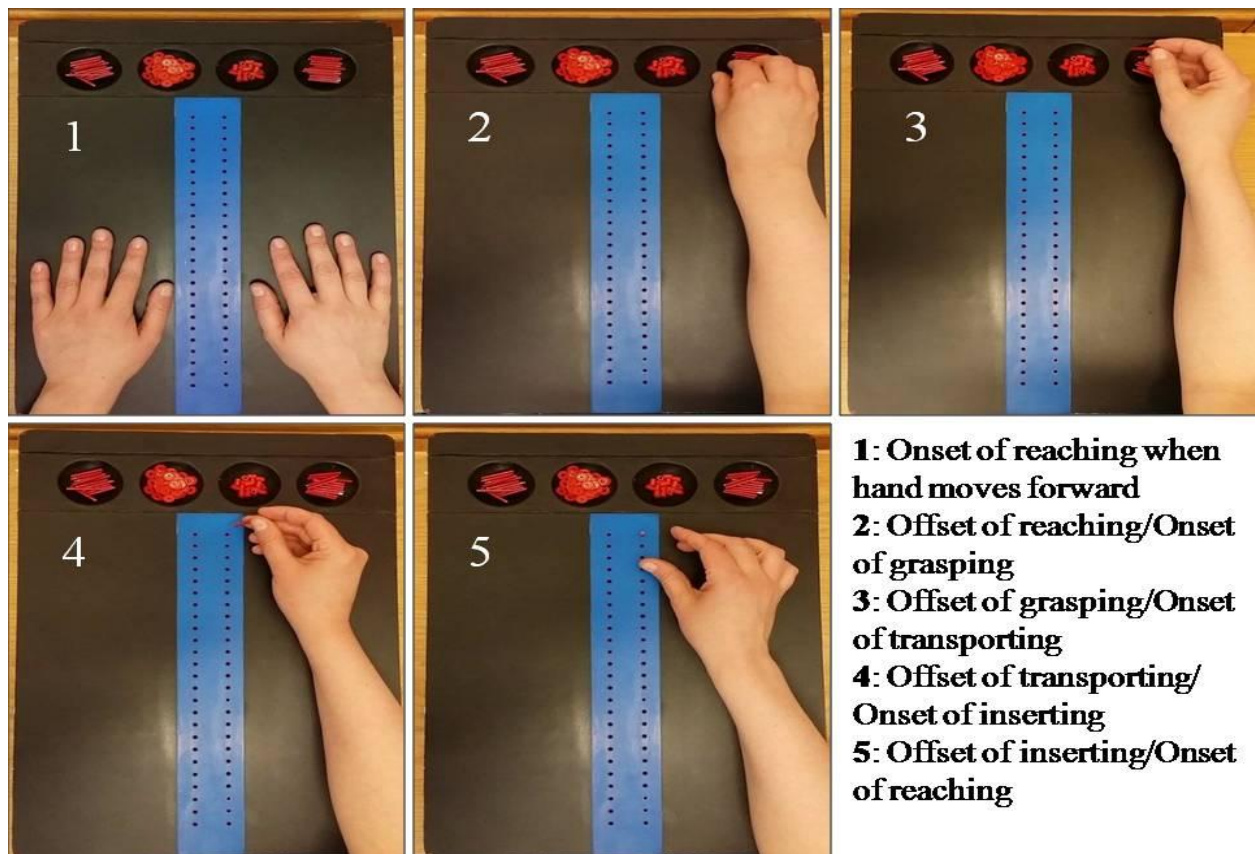 1
2
3
4
5
1: Onset of reaching when
hand moves forward
2: Offset of reaching/Onset
of grasping
3: Offset of grasping/Onset
of transporting
4: Offset of transporting/
Onset of inserting
5: Offset of inserting/Onset
of reaching